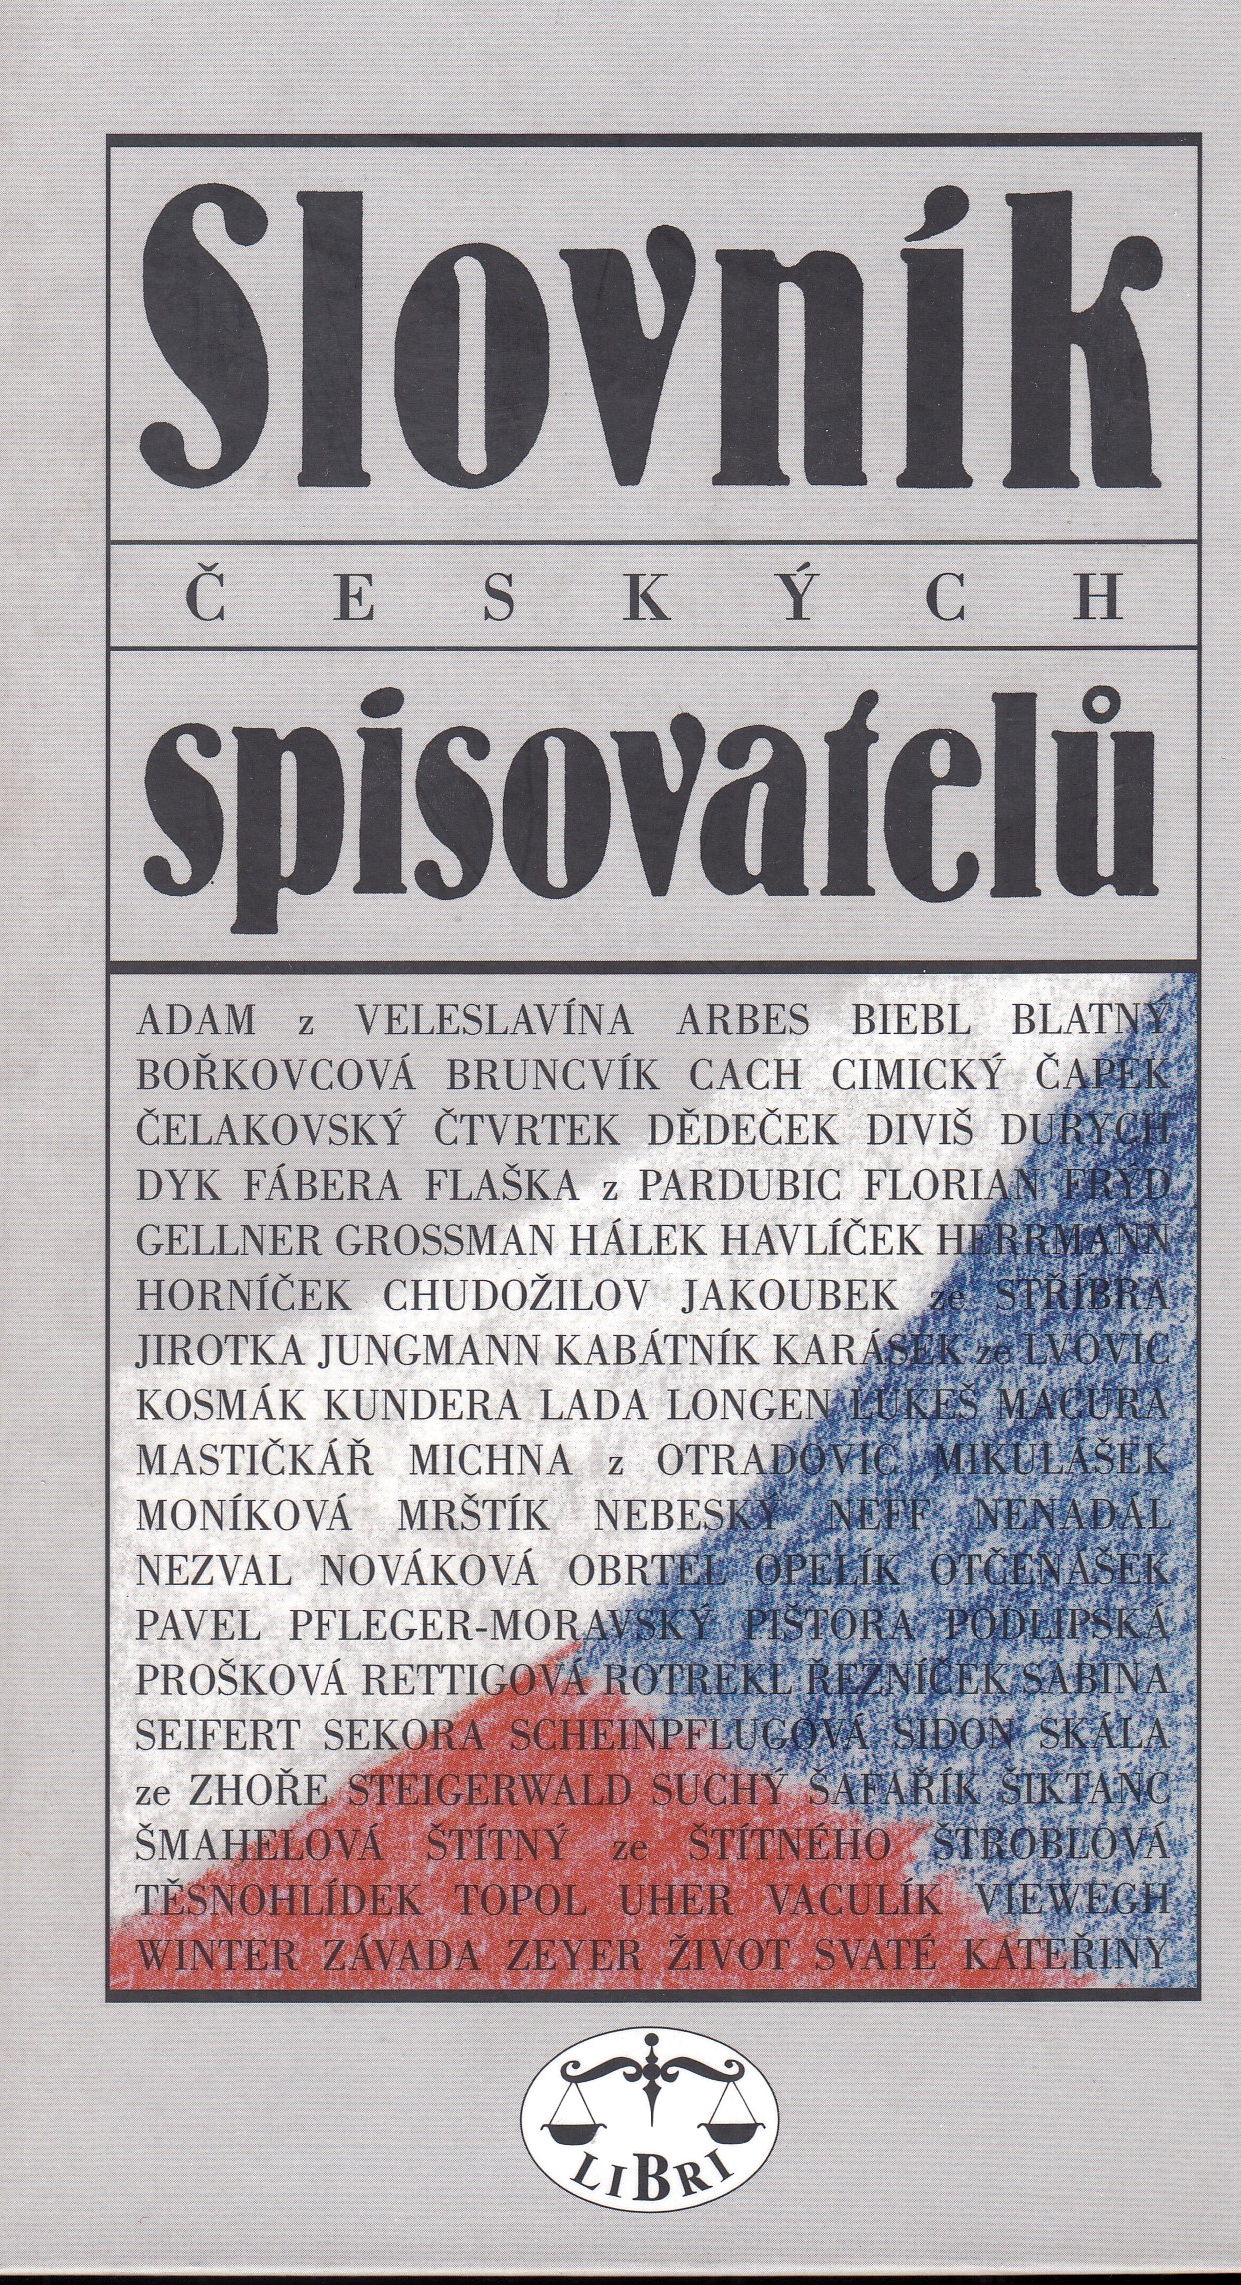 Slovník
ČESKÝCH
spisovatelů
ADAM z VELESLAVÍNA ARBES BIEBL BLATNÝ
BOŘKOVCOVÁ BRUNCVÍK CACH CIMICKÝ ČAPEK
ČELAKOVSKÝ ČTVRTEK DĚDEČEK DIVIŠ DURYCH
DYK FÁBERA FLAŠKA z PARDUBIC FLORIAN FRÝD
GELLNER GROSSMAN HÁLEK HAVLÍČEK HERRMANN
HORNÍČEK CHUDOŽILOV JAKOUBEK ze STŘÍBRA
JIROTKA JUNGMANN KABÁTNÍK KARÁSEK ze LVOVIC
KOSMÁK KUNDERA LADA LONGEN LUKEŠ MACURA
MASTIČKÁŘ MICHNA z OTRADOVIC MIKULÁŠEK
MONÍKOVÁ MRŠTÍK NEBESKÝ NEFF NENADÁL
NEZVAL NOVÁKOVÁ OBRTEL OPELÍK OTČENÁŠEK
PAVEL PFLEGER-MORAVSKÝ PIŠTORA PODLIPSKÁ
PROŠKOVÁ RETTIGOVÁ ROTREKL ŘEZNÍČEK SABINA
SEIFERT SEKORA SCHEINPFLUGOVÁ SIDON SKÁLA
ze ZHOŘE STEIGERWALD SUCHÝ ŠAFAŘÍK ŠIKTANC
ŠMAHELOVÁ ŠTÍTNÝ ze ŠTÍTNÉHO ŠTROBLOVÁ
TĚSNOHLÍDEK TOPOL UHER VACULÍK VIEWEGH
WINTER ZÁVADA ZEYER ŽIVOT SVATÉ KATEŘINY
LIBRI